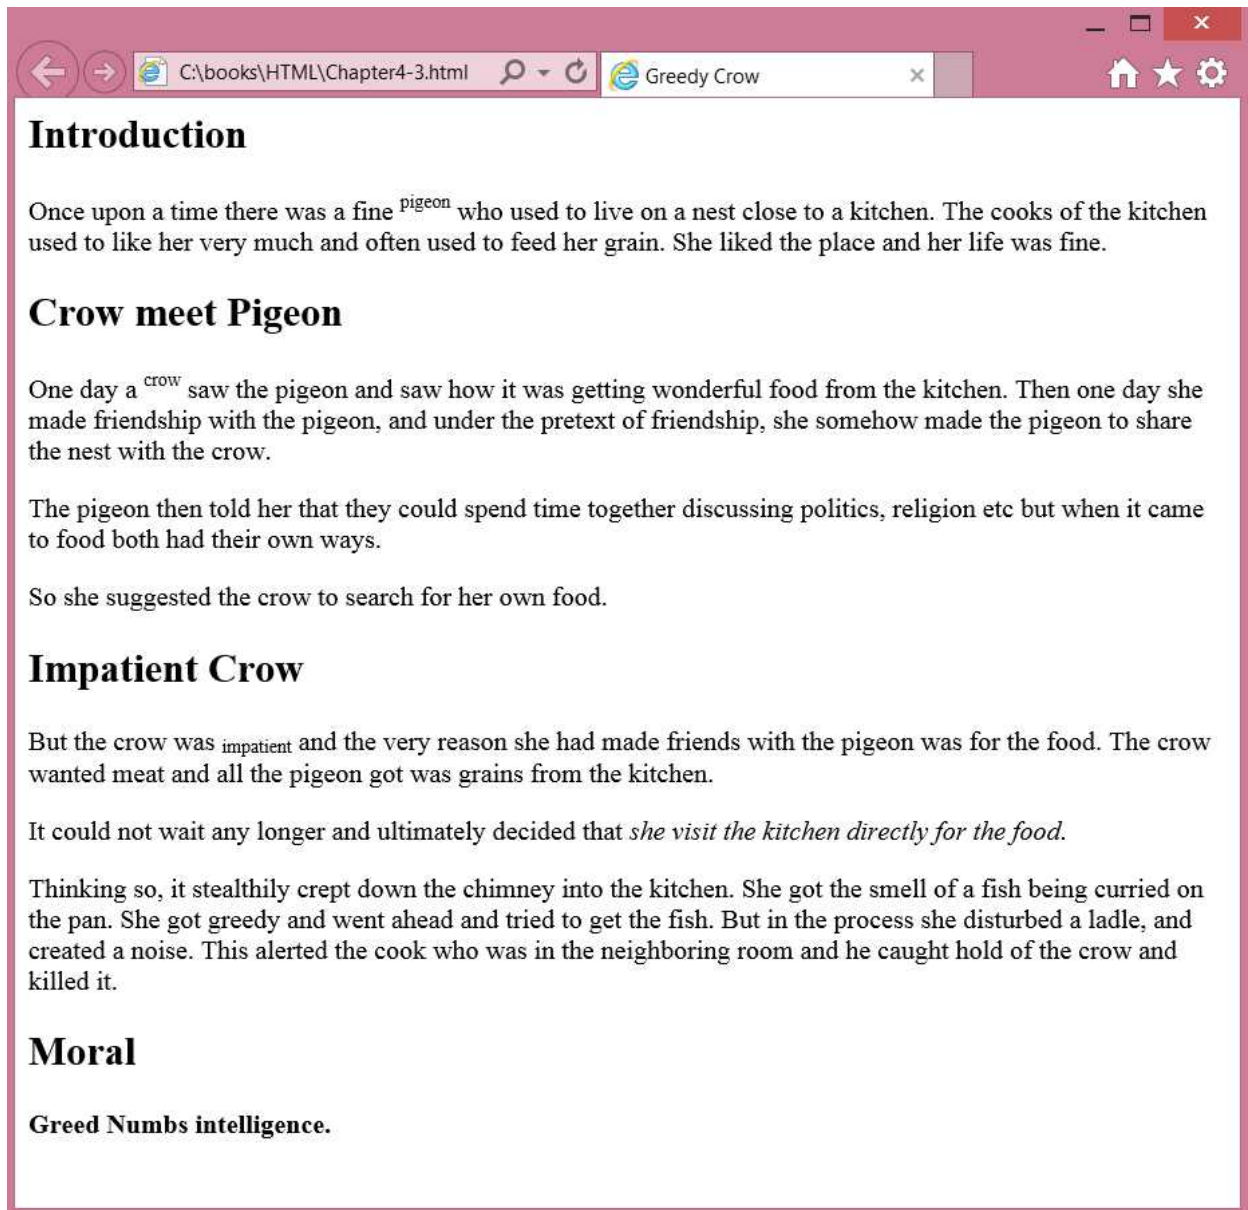 C:\books\HTML\Chapter4-3.html
Greedy Crow
Introduction
Once upon a time there was a fine pigeon who used to live on a nest close to a kitchen. The cooks of the kitchen
used to like her very much and often used to feed her grain. She liked the place and her life was fine.
Crow meet Pigeon
One day a crow saw the pigeon and saw how it was getting wonderful food from the kitchen. Then one day she
made friendship with the pigeon, and under the pretext of friendship, she somehow made the pigeon to share
the nest with the crow.
The pigeon then told her that they could spend time together discussing politics, religion etc but when it came
to food both had their own ways.
So she suggested the crow to search for her own food.
Impatient Crow
But the crow was impatient and the very reason she had made friends with the pigeon was for the food. The crow
wanted meat and all the pigeon got was grains from the kitchen.
It could not wait any longer and ultimately decided that she visit the kitchen directly for the food.
Thinking so, it stealthily crept down the chimney into the kitchen. She got the smell of a fish being curried on
the pan. She got greedy and went ahead and tried to get the fish. But in the process she disturbed a ladle, and
created a noise. This alerted the cook who was in the neighboring room and he caught hold of the crow and
killed it.
Moral
Greed Numbs intelligence.